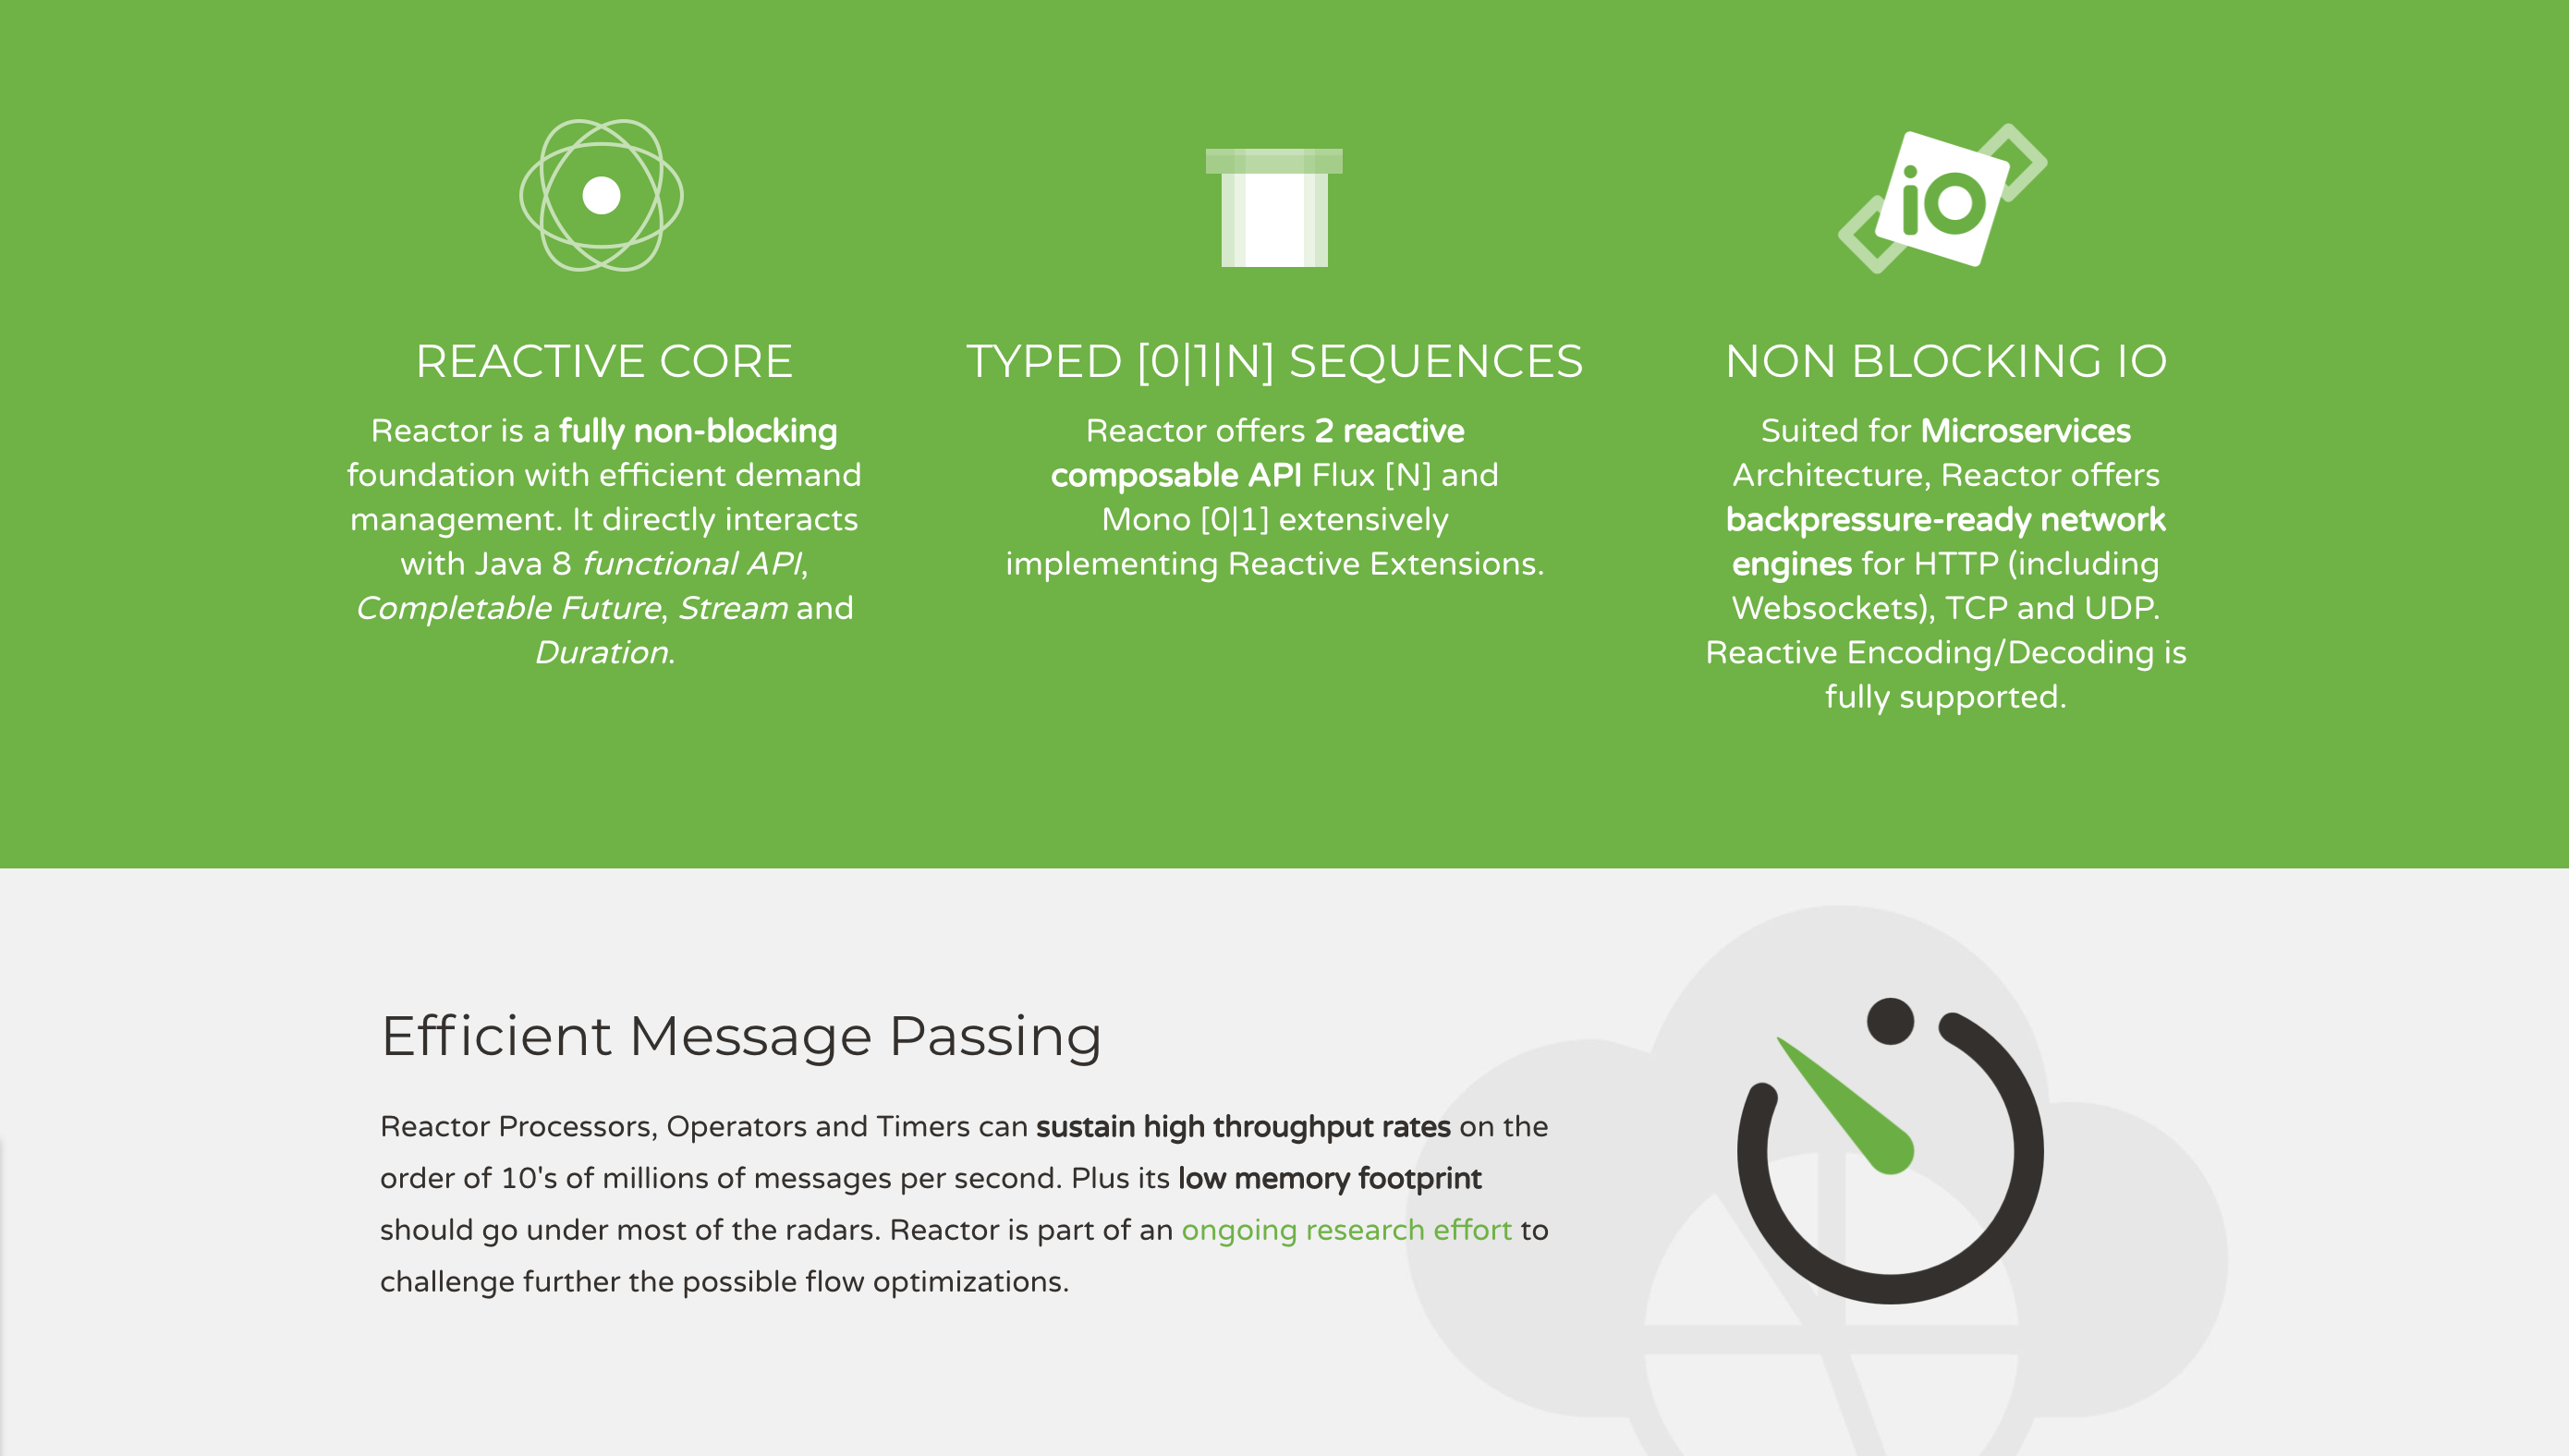 iO
REACTIVE CORE
Reactor is a fully non-blocking
foundation with efficient demand
management. It directly interacts
with Java 8 functional API,
Completable Future, Stream and
Duration.
TYPED [0|1|N] SEQUENCES
Reactor offers 2 reactive
composable API Flux [N] and
Mono [0|1] extensively
implementing Reactive Extensions.
NON BLOCKING IO
Suited for Microservices
Architecture, Reactor offers
backpressure-ready network
engines for HTTP (including
Websockets), TCP and UDP.
Reactive Encoding/Decoding is
fully supported.
Efficient Message Passing
Reactor Processors, Operators and Timers can sustain high throughput rates on the
order of 10's of millions of messages per second. Plus its low memory footprint
should go under most of the radars. Reactor is part of an ongoing research effort to
challenge further the possible flow optimizations.